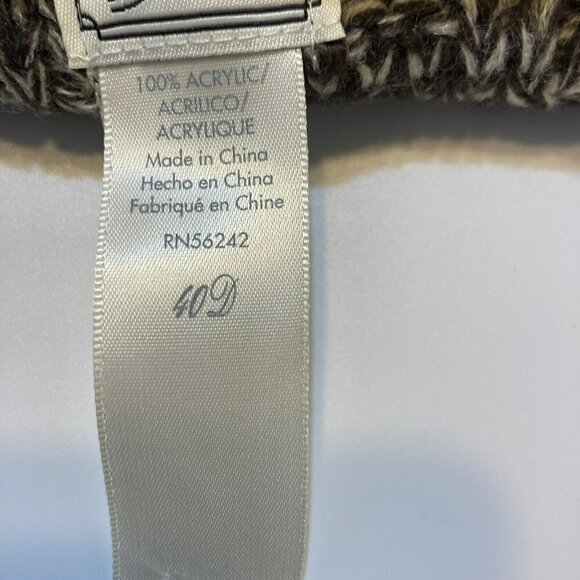 100% ACRYLIC/
ACRILICO/
ACRYLIQUE
Made in China
Hecho en China
Fabriqué en Chine
RN56242
40D